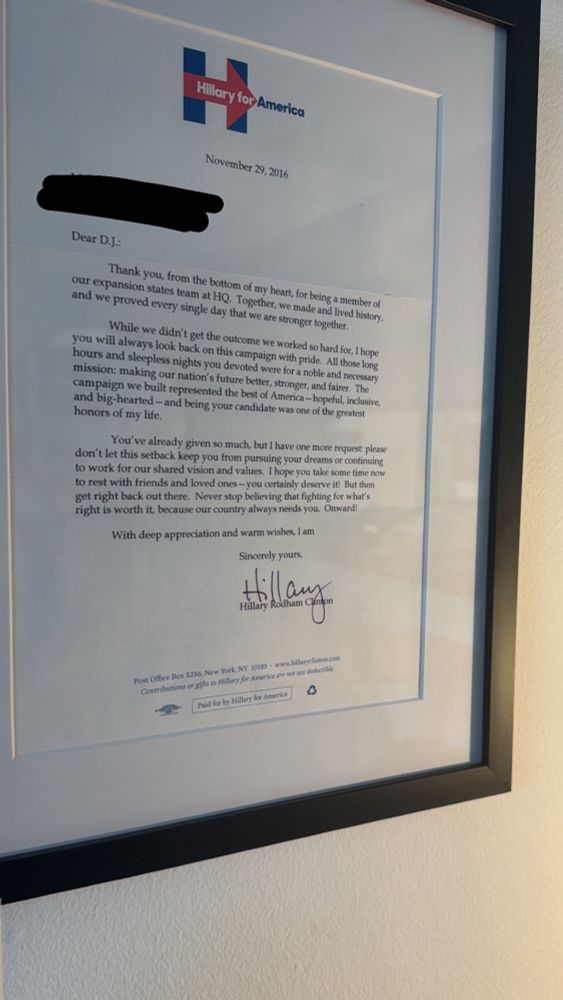 Hillary for America
November 29, 2016
Dear D.J.:
Thank you, from the bottom of my heart, for being a member of
our expansion states team at HQ. Together, we made and lived history,
and we proved every single day that we are stronger together.
While we didn't get the outcome we worked so hard for, I hope
you will always look back on this campaign with pride. All those long
hours and sleepless nights you devoted were for a noble and necessary
mission: making our nation's future better, stronger, and fairer. The
campaign we built represented the best of America—hopeful, inclusive,
and big-hearted—and being your candidate was one of the greatest
honors of my life.
You've already given so much, but I have one more request: please
don't let this setback keep you from pursuing your dreams or continuing
to work for our shared vision and values. I hope you take some time now
to rest with friends and loved ones—you certainly deserve it! But then
get right back out there. Never stop believing that fighting for what's
right is worth it, because our country always needs you. Onward!
With deep appreciation and warm wishes, I am
Sincerely yours,
Hillary
Hillary Rodham Clinton
Post Office Box 5256, New York, NY 10185 - www.hillaryclinton.com
Contributions or gifts to Hillary for America are not tax deductible.
Paid for by Hillary for America